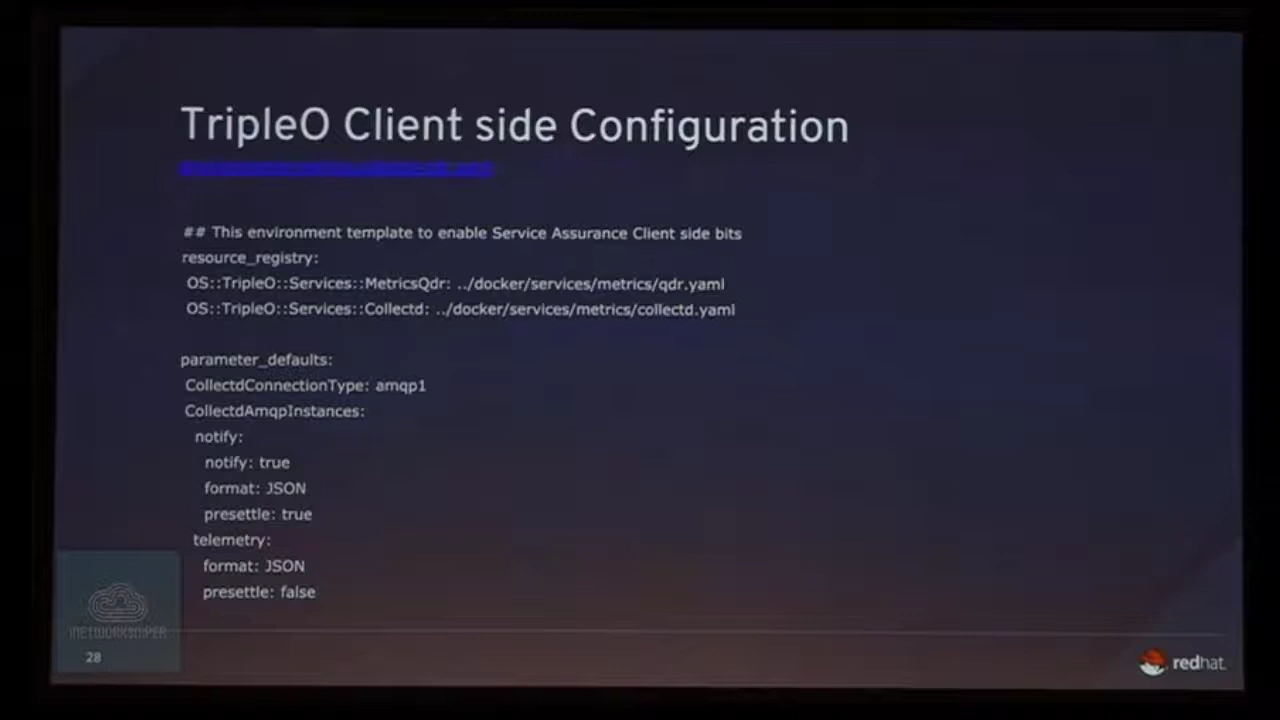 TripleO Client side Configuration
## This environment template to enable Service Assurance Client side bits
resource_registry:
OS::TripleO::Services::MetricsQdr: ../docker/services/metrics/qdr.yaml
OS::TripleO::Services::Collectd: ../docker/services/metrics/collectd.yaml
parameter_defaults:
CollectdConnectionType: amqp1
CollectdAmqpInstances:
notify:
notify: true
format: JSON
presettle: true
telemetry:
format: JSON
presettle: false
28
redhat.